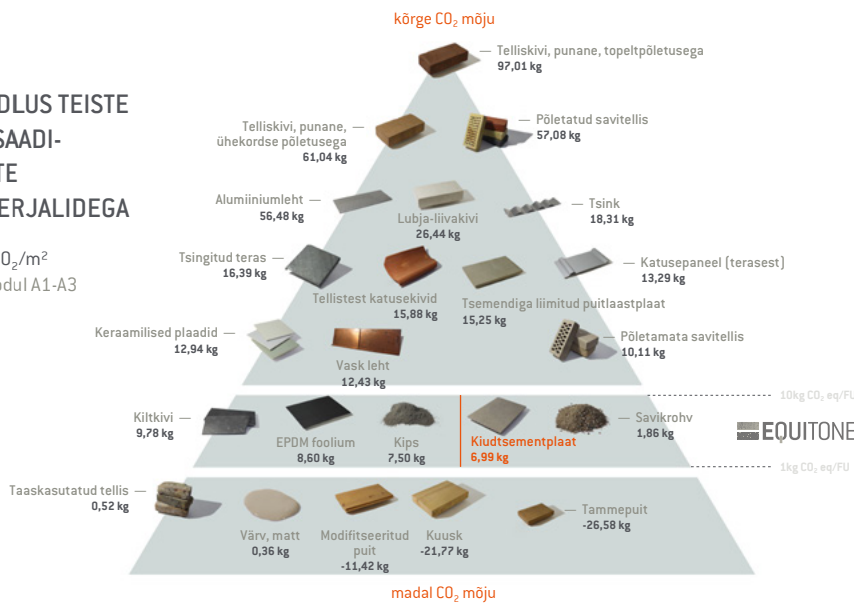 kõrge CO₂ mõju
Telliskivi, punane, topeltpõletusega
97,01 kg
DLUS TEISTE
SAADI-
TE
ERJALIDEGA
O₂/m²
odul A1-A3
Telliskivi, punane,
ühekordse põletusega
61,04 kg
Põletatud savitellis
57,08 kg
Alumiiniumleht
56,48 kg
Lubja-liivakivi
26,44 kg
Tsink
18,31 kg
Tsingitud teras
16,39 kg
Tellistest katusekivid
15,88 kg
Tsemendiga liimitud puitlaastplaat
15,25 kg
Katusepaneel (terasest)
13,29 kg
Keraamilised plaadid
12,94 kg
Vask leht
12,43 kg
Põletamata savitellis
10,11 kg
10kg CO₂ eq/FU
Kiltkivi
9,78 kg
EPDM foolium
8,60 kg
Kips
7,50 kg
Kiudtsementplaat
6,99 kg
Savikrohv
1,86 kg
EQUITONE
1kg CO₂ eq/FU
Taaskasutatud tellis
0,52 kg
Värv, matt
0,36 kg
Modifitseeritud
puit
-11,42 kg
Kuusk
-21,77 kg
Tammepuit
-26,58 kg
madal CO₂ mõju